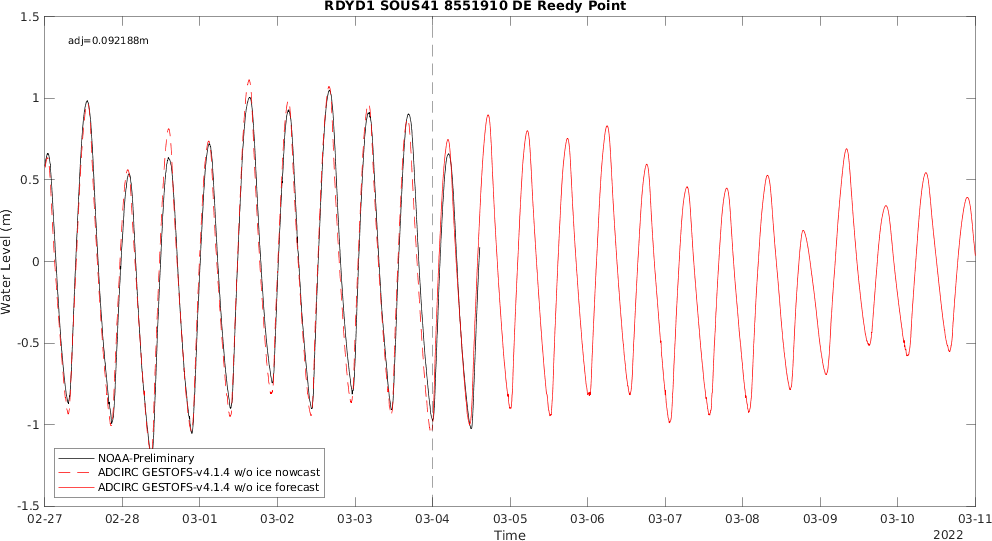 RDYD1 SOUS41 8551910 DE Reedy Point
adj=0.092188m
1.5
1
0.5
0
-0.5
-1
-1.5
Water Level (m)
NOAA-Preliminary
ADCIRC GESTOFS-v4.1.4 w/o ice nowcast
ADCIRC GESTOFS-v4.1.4 w/o ice forecast
02-27 02-28 03-01 03-02 03-03 03-04 03-05 03-06 03-07 03-08 03-09 03-10 03-11
Time
2022